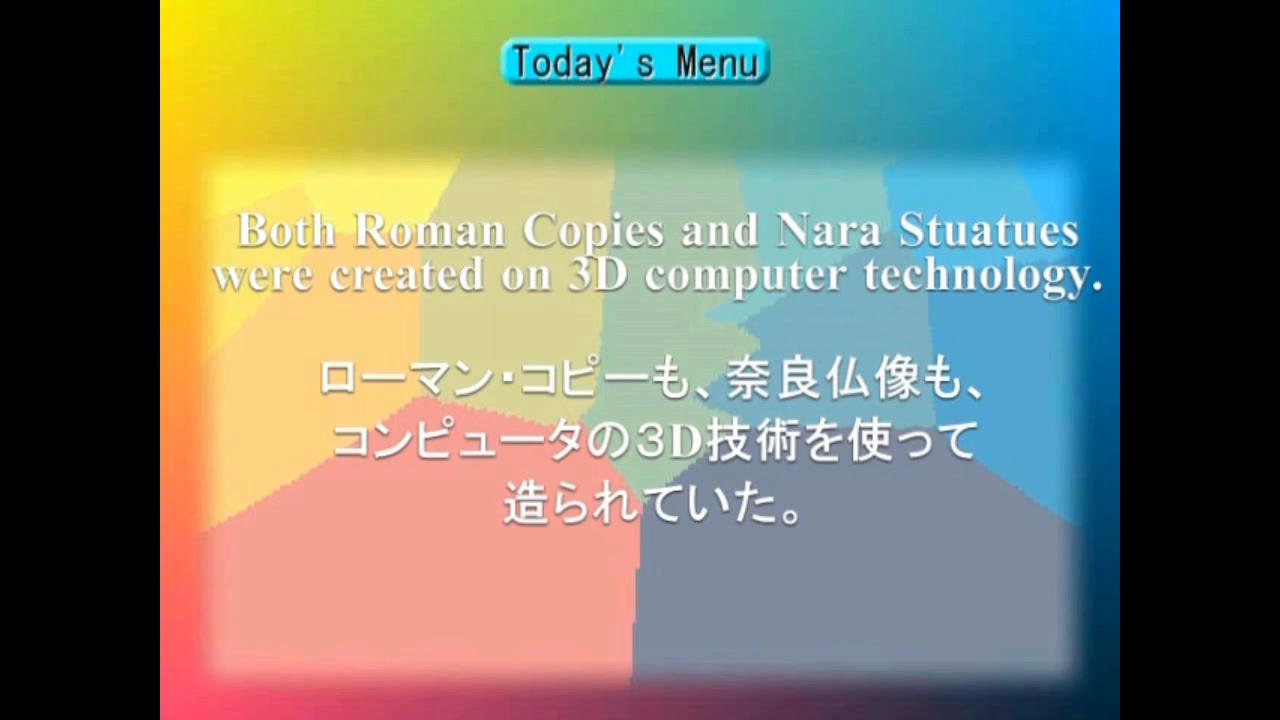 Today's Menu
Both Roman Copies and Nara Stuatues
were created on 3D computer technology.
ローマン・コピーも、奈良仏像も、
コンピュータの３D技術を使って
造られていた。